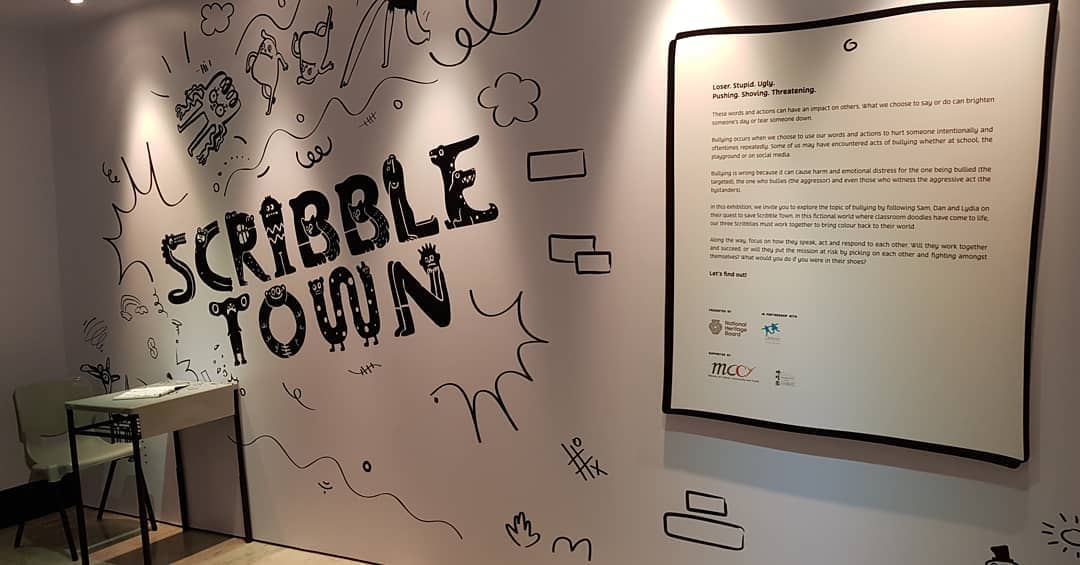 Hi
SCRIBBLE
TOWN
Loser. Stupid. Ugly.
Pushing. Shoving. Threatening.
These words and actions can have an impact on others. What we choose to say or do can brighten
someone's day or tear someone down.
Bullying occurs when we choose to use our words and actions to hurt someone intentionally and
oftentimes repeatedly. Some of us may have encountered acts of bullying whether at school, the
playground or on social media.
Bullying is wrong because it can cause harm and emotional distress for the one being bullied (the
targeted), the one who bullies (the aggressor) and even those who witness the aggressive act (the
bystanders).
In this exhibition, we invite you to explore the topic of bullying by following Sam, Dan and Lydia on
their quest to save Scribble Town. In this fictional world where classroom doodles have come to life,
our three Scribblies must work together to bring colour back to their world.
Along the way, focus on how they speak, act and respond to each other. Will they work together
and succeed, or will they put the mission at risk by picking on each other and fighting amongst
themselves? What would you do if you were in their shoes?
Let's find out!
PRESENTED BY
IN PARTNERSHIP WITH
National
Heritage
Board
SUPPORTED BY
mccy